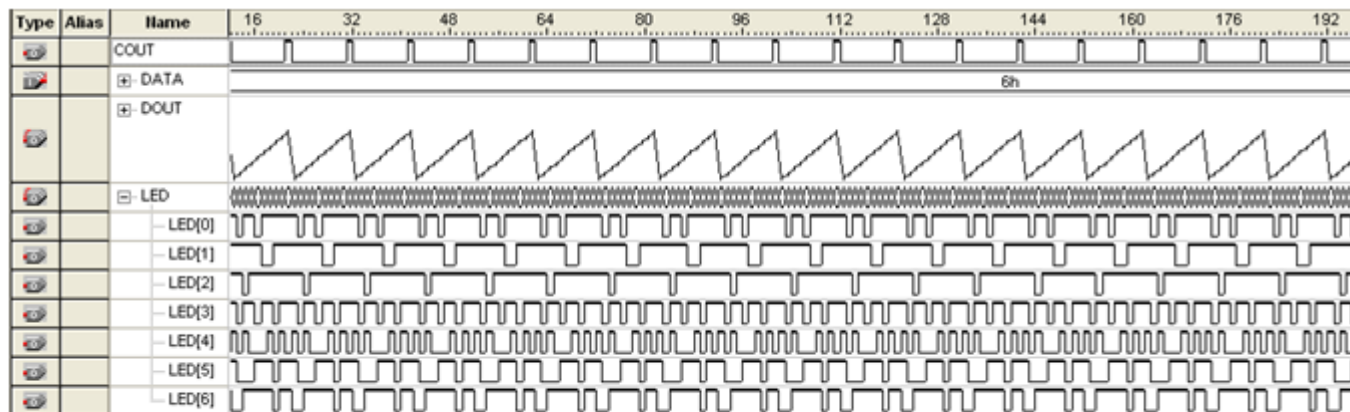 Type Alias Name 16 32 48 64 80 96 112 128 144 160 176 192
COUT
DATA 6h
DOUT
LED
LED[0]
LED[1]
LED[2]
LED[3]
LED[4]
LED[5]
LED[6]